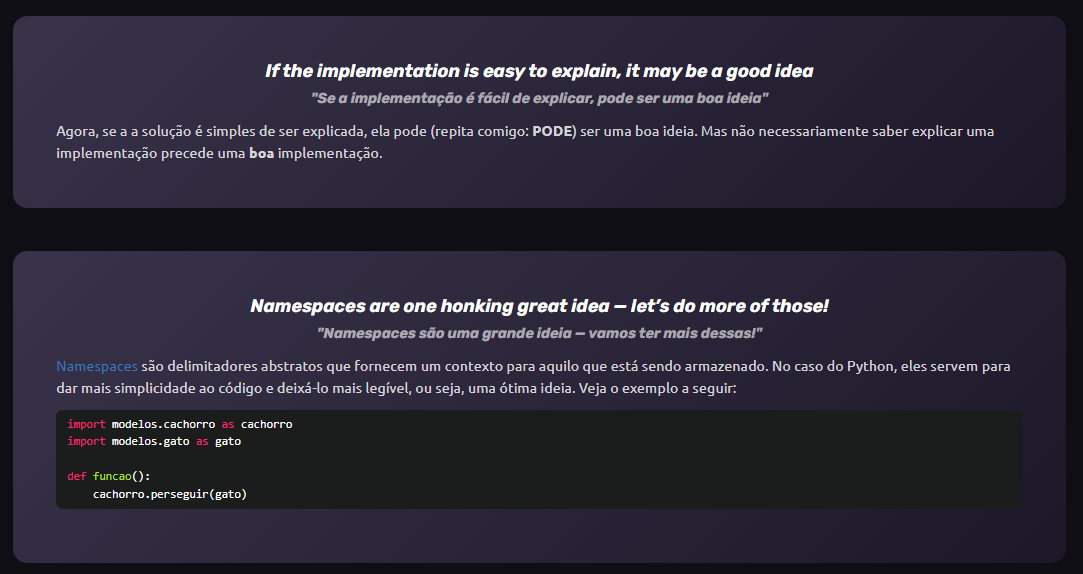 If the implementation is easy to explain, it may be a good idea
"Se a implementação é fácil de explicar, pode ser uma boa ideia"
Agora, se a a solução é simples de ser explicada, ela pode (repita comigo: PODE) ser uma boa ideia. Mas não necessariamente saber explicar uma
implementação precede uma boa implementação.
Namespaces are one honking great idea — let’s do more of those!
"Namespaces são uma grande ideia — vamos ter mais dessas!"
Namespaces são delimitadores abstratos que fornecem um contexto para aquilo que está sendo armazenado. No caso do Python, eles servem para
dar mais simplicidade ao código e deixá-lo mais legível, ou seja, uma ótima ideia. Veja o exemplo a seguir:
import modelos.cachorro as cachorro
import modelos.gato as gato
def funcao():
    cachorro.perseguir(gato)